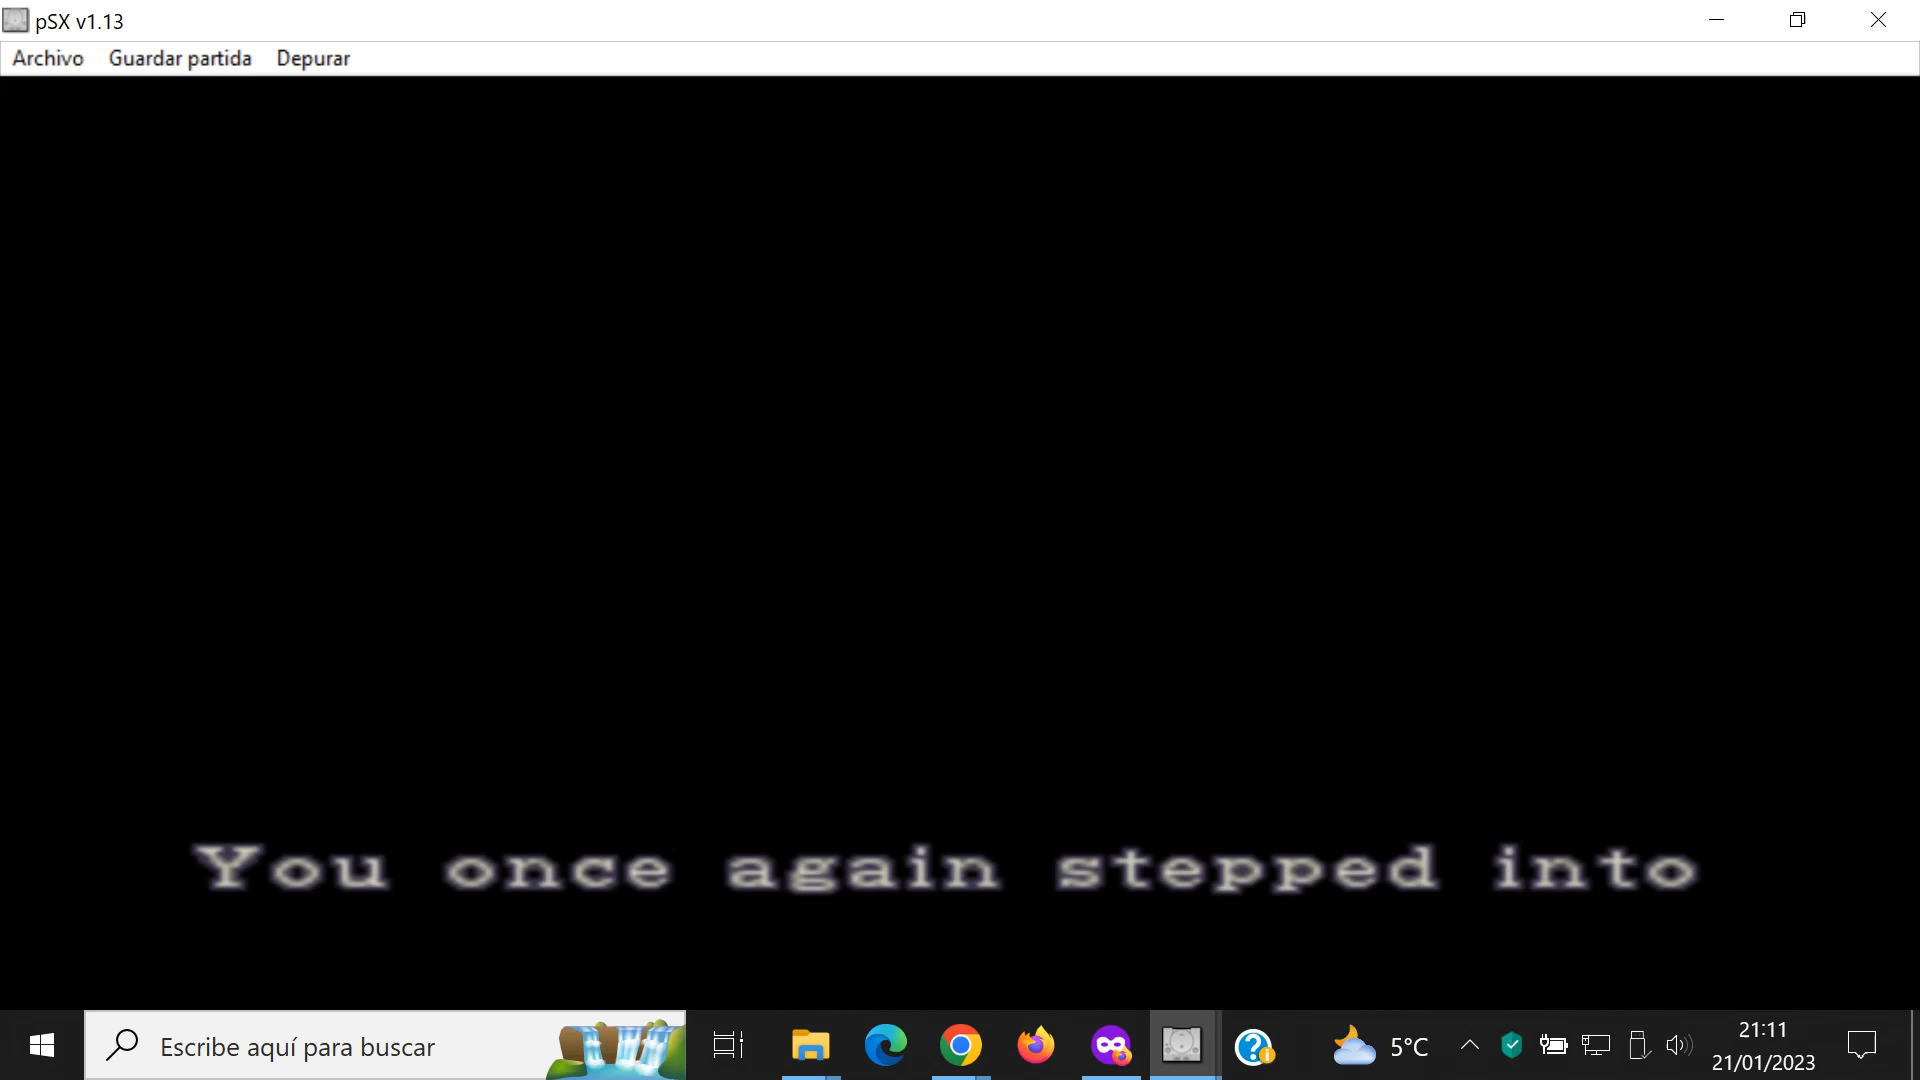 pSX v1.13
Archivo Guardar partida Depurar
You once again stepped into
Escribe aquí para buscar
5°C
21:11
21/01/2023